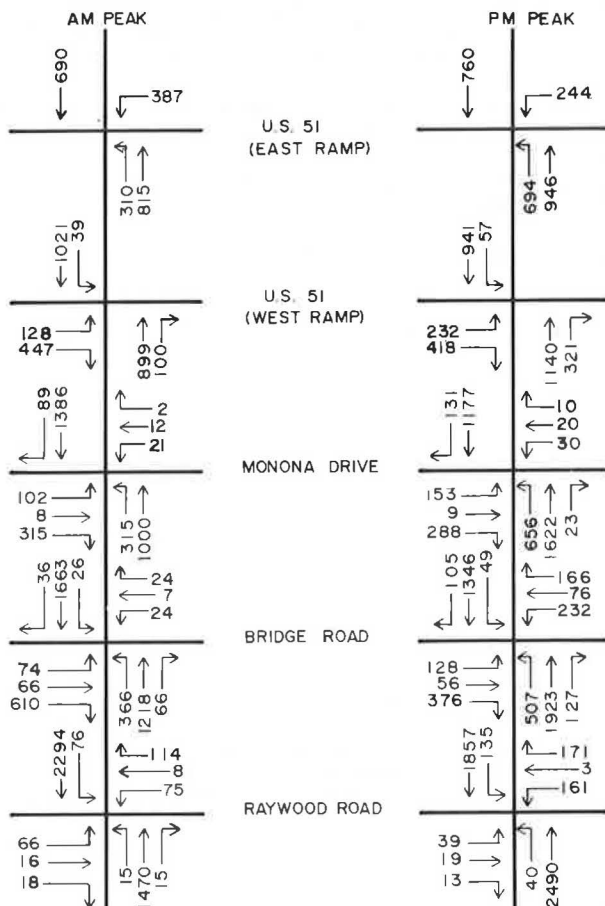 AM PEAK PM PEAK
690 387 760 244
U.S. 51
(EAST RAMP)
310 815 694 946
1021 39 941 57
U.S. 51
(WEST RAMP)
128 232
447 418
899 100 1140 321
89 1386 131 1177
2 10
12 20
21 30
MONONA DRIVE
102 153
8 9
315 288
315 1000 656 1622 23
36 1663 26 105 1346 49
24 166
7 76
24 232
BRIDGE ROAD
74 128
66 56
610 376
366 1218 66 507 1923 127
2294 76 1857 135
114 171
8 3
75 161
RAYWOOD ROAD
66 39
16 19
18 13
15 1470 15 40 2490